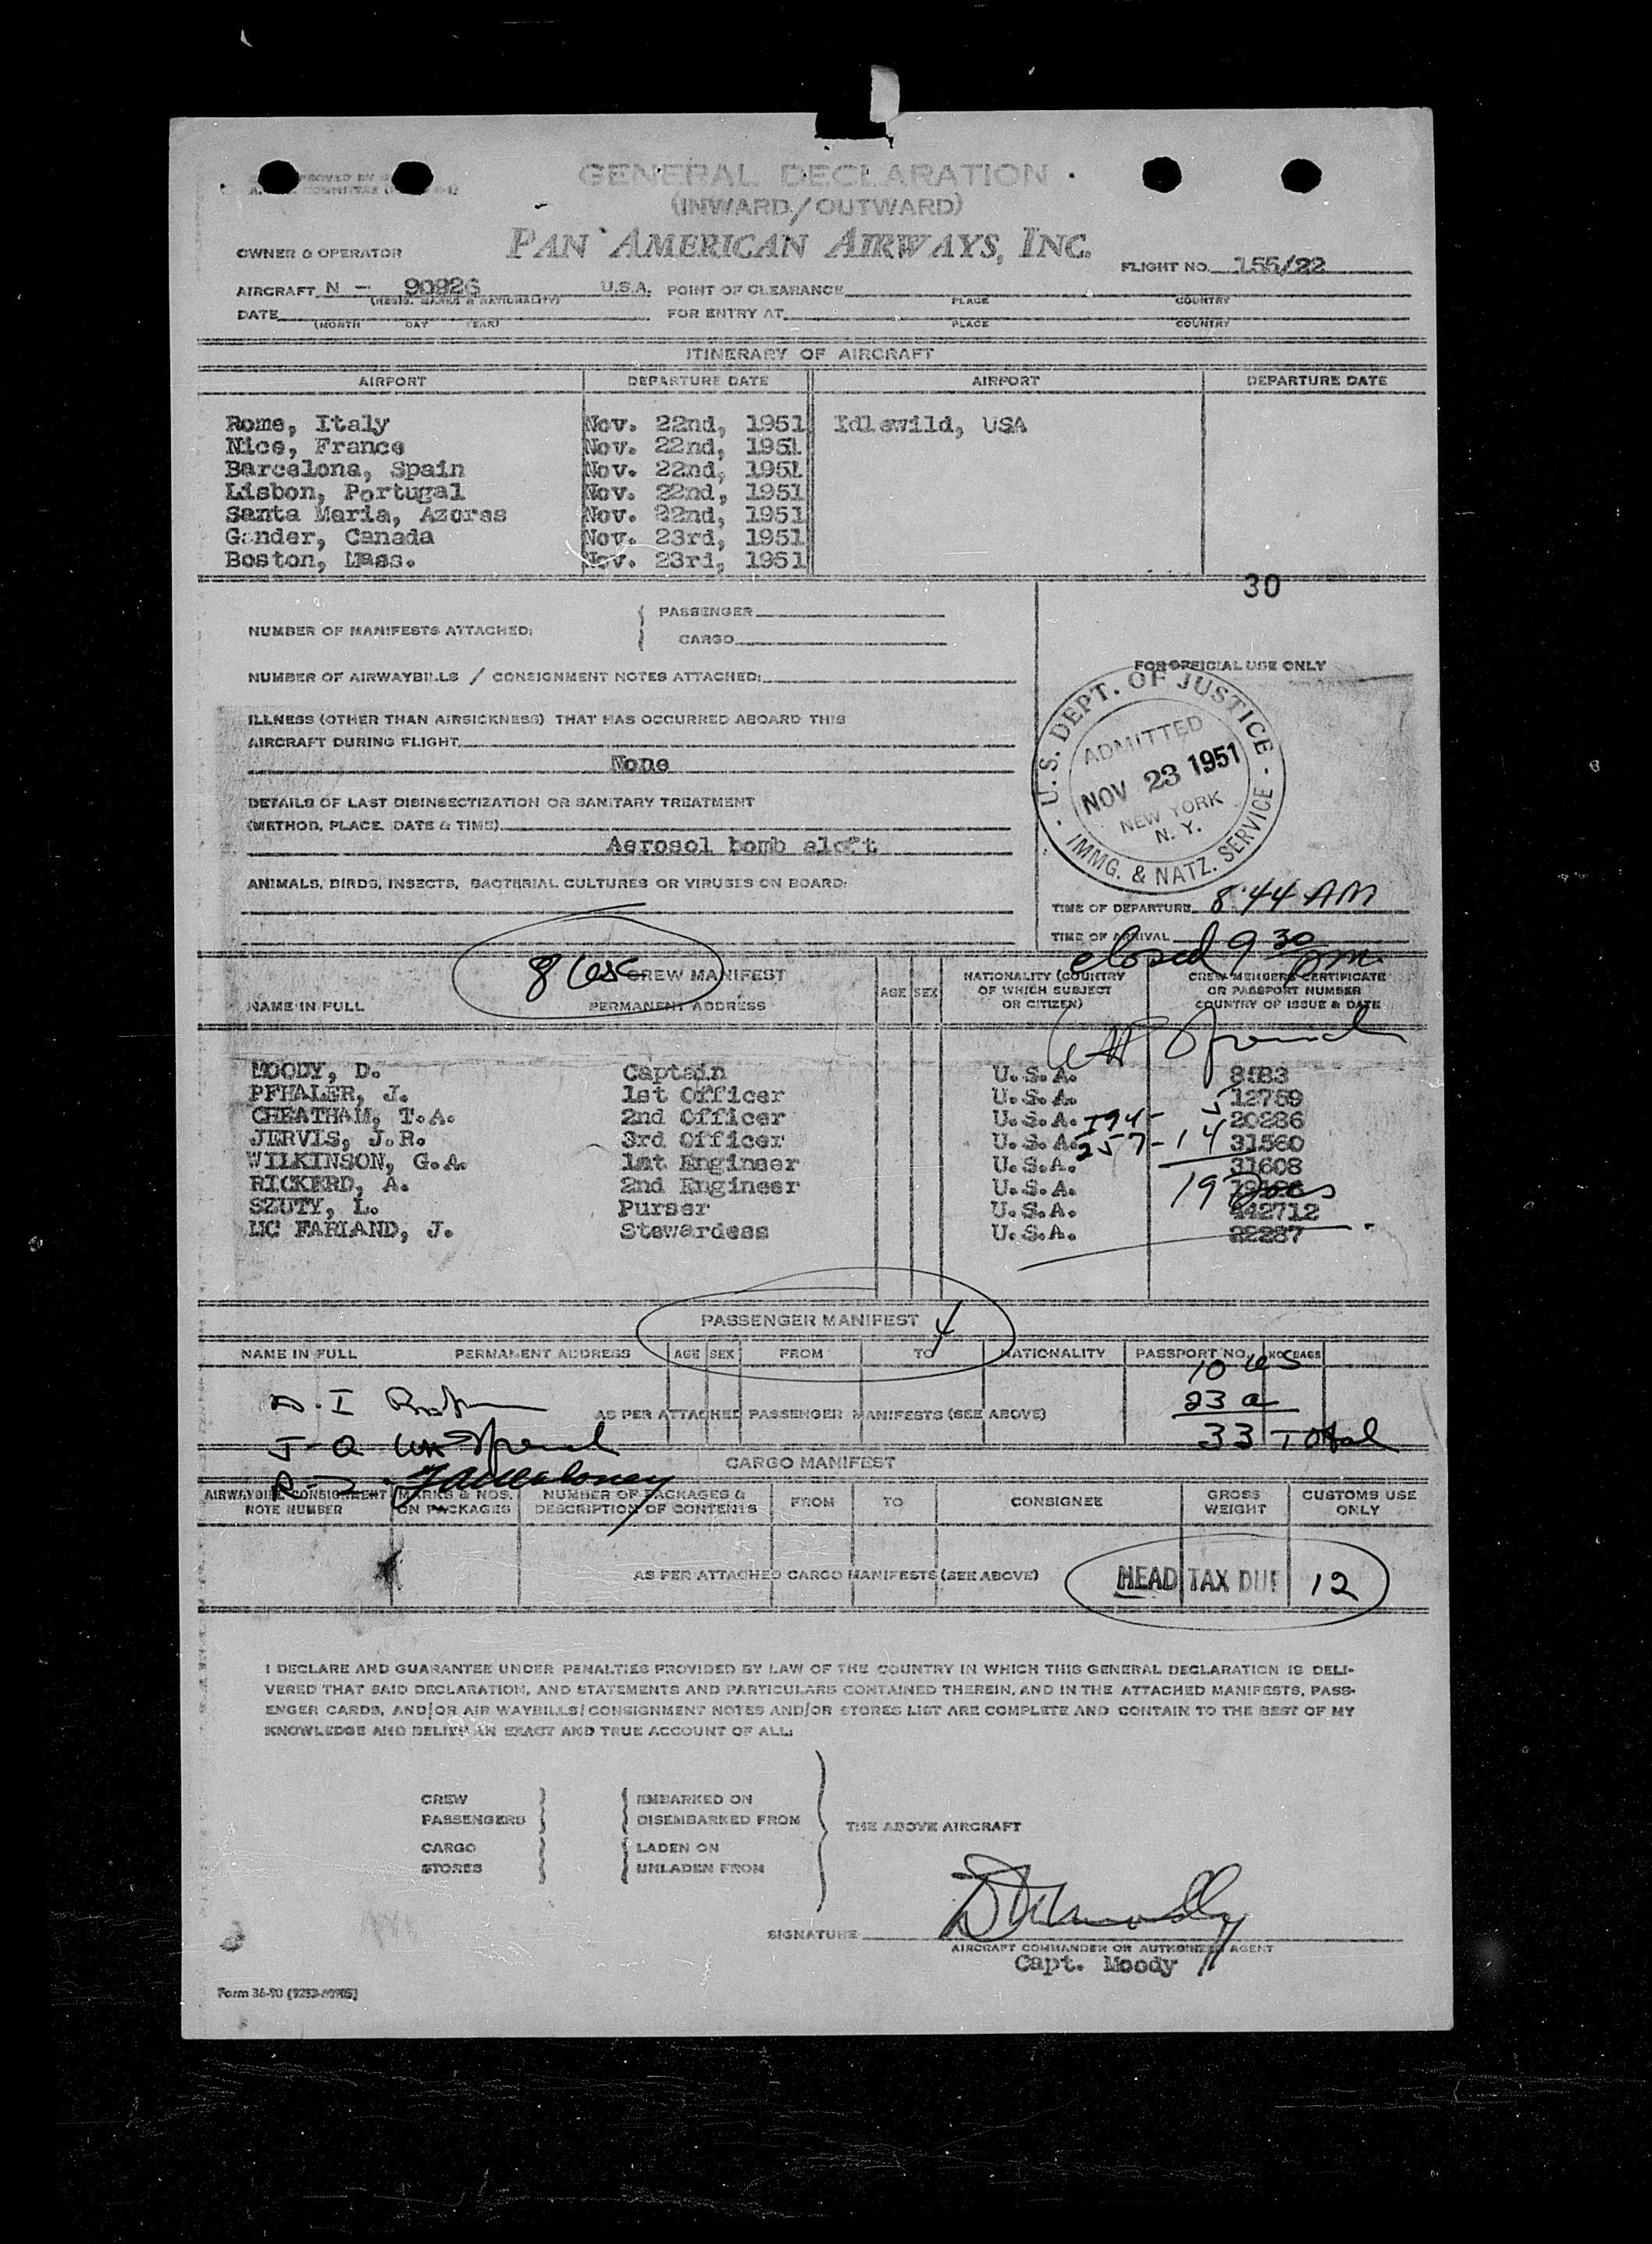 GENERAL DECLARATION
(INWARD/OUTWARD)
PAN AMERICAN AIRWAYS, INC.
OWNER & OPERATOR
FLIGHT NO. 155/22
AIRCRAFT N - 90926 U.S.A. POINT OF CLEARANCE
(REGIS. MARKS & NATIONALITY) PLACE COUNTRY
DATE FOR ENTRY AT
(MONTH DAY YEAR) PLACE COUNTRY
ITINERARY OF AIRCRAFT
AIRPORT DEPARTURE DATE AIRPORT DEPARTURE DATE
Rome, Italy Nov. 22nd, 1951 Idlewild, USA
Nice, France Nov. 22nd, 1951
Barcelona, Spain Nov. 22nd, 1951
Lisbon, Portugal Nov. 22nd, 1951
Santa Maria, Azores Nov. 22nd, 1951
Gander, Canada Nov. 23rd, 1951
Boston, Mass. Nov. 23rd, 1951
30
NUMBER OF MANIFESTS ATTACHED: PASSENGER
CARGO
FOR OFFICIAL USE ONLY
NUMBER OF AIRWAYBILLS / CONSIGNMENT NOTES ATTACHED:
ILLNESS (OTHER THAN AIRSICKNESS) THAT HAS OCCURRED ABOARD THIS
AIRCRAFT DURING FLIGHT
None
U.S. DEPT. OF JUSTICE
ADMITTED
NOV 23 1951
NEW YORK
N. Y.
IMMG. & NATZ. SERVICE
DETAILS OF LAST DISINSECTIZATION OR SANITARY TREATMENT
(METHOD, PLACE, DATE & TIME)
Aerosol bomb aloft
ANIMALS, BIRDS, INSECTS, BACTERIAL CULTURES OR VIRUSES ON BOARD:
TIME OF DEPARTURE 8:44 AM
TIME OF ARRIVAL
closed 9 30 pm
8 usc CREW MANIFEST
NAME IN FULL PERMANENT ADDRESS AGE SEX
NATIONALITY (COUNTRY
OF WHICH SUBJECT
OR CITIZEN)
CREW MEMBERS CERTIFICATE
OR PASSPORT NUMBER
COUNTRY OF ISSUE & DATE
MOODY, D. Captain U.S.A.
PFHALER, J. 1st Officer U.S.A. 12759
CHEATHAM, T.A. 2nd Officer U.S.A. 20286
JERVIS, J.R. 3rd Officer U.S.A. 31560
WILKINSON, G.A. 1st Engineer U.S.A. 31608
RICKERD, A. 2nd Engineer U.S.A.
SZUTY, L. Purser U.S.A. 442712
MC FARLAND, J. Stewardess U.S.A. 22287
I94- 5
257- 14
19 Docs
PASSENGER MANIFEST 4
NAME IN FULL PERMANENT ADDRESS AGE SEX FROM TO NATIONALITY PASSPORT NO. NO. BAGS
10 US
23 a
33 Total
AS PER ATTACHED PASSENGER MANIFESTS (SEE ABOVE)
CARGO MANIFEST
AIRWAYBILL/CONSIGNMENT NOTE NUMBER
MARKS & NOS. ON PACKAGES
NUMBER OF PACKAGES & DESCRIPTION OF CONTENTS
FROM TO CONSIGNEE
GROSS WEIGHT
CUSTOMS USE ONLY
AS PER ATTACHED CARGO MANIFESTS (SEE ABOVE)
HEAD TAX DUE 12
I DECLARE AND GUARANTEE UNDER PENALTIES PROVIDED BY LAW OF THE COUNTRY IN WHICH THIS GENERAL DECLARATION IS DELI-
VERED THAT SAID DECLARATION, AND STATEMENTS AND PARTICULARS CONTAINED THEREIN, AND IN THE ATTACHED MANIFESTS, PASS-
ENGER CARDS, AND/OR AIR WAYBILLS/CONSIGNMENT NOTES AND/OR STORES LIST ARE COMPLETE AND CONTAIN TO THE BEST OF MY
KNOWLEDGE AND BELIEF AN EXACT AND TRUE ACCOUNT OF ALL:
CREW EMBARKED ON
PASSENGERS DISEMBARKED FROM
THE ABOVE AIRCRAFT
CARGO LADEN ON
STORES UNLADEN FROM
SIGNATURE
AIRCRAFT COMMANDER OR AUTHORIZED AGENT
Capt. Moody